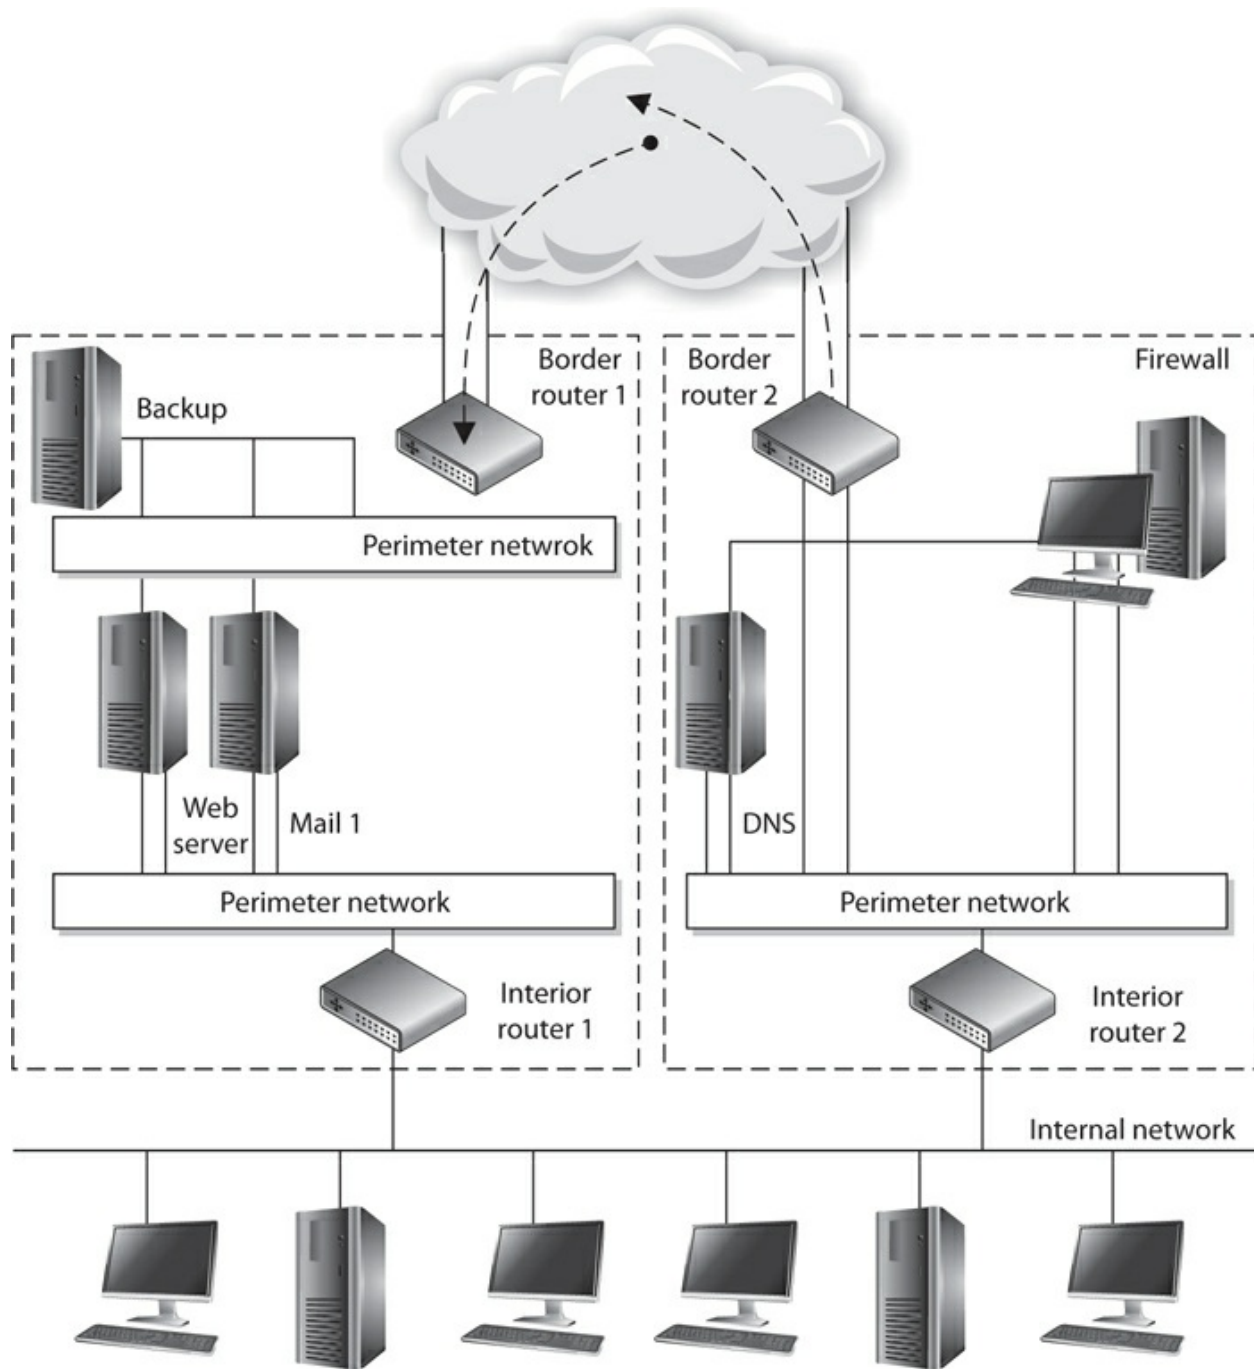 Border
router 1
Border
router 2
Firewall
Backup
Perimeter netwrok
Web
server
Mail 1
DNS
Perimeter network
Perimeter network
Interior
router 1
Interior
router 2
Internal network